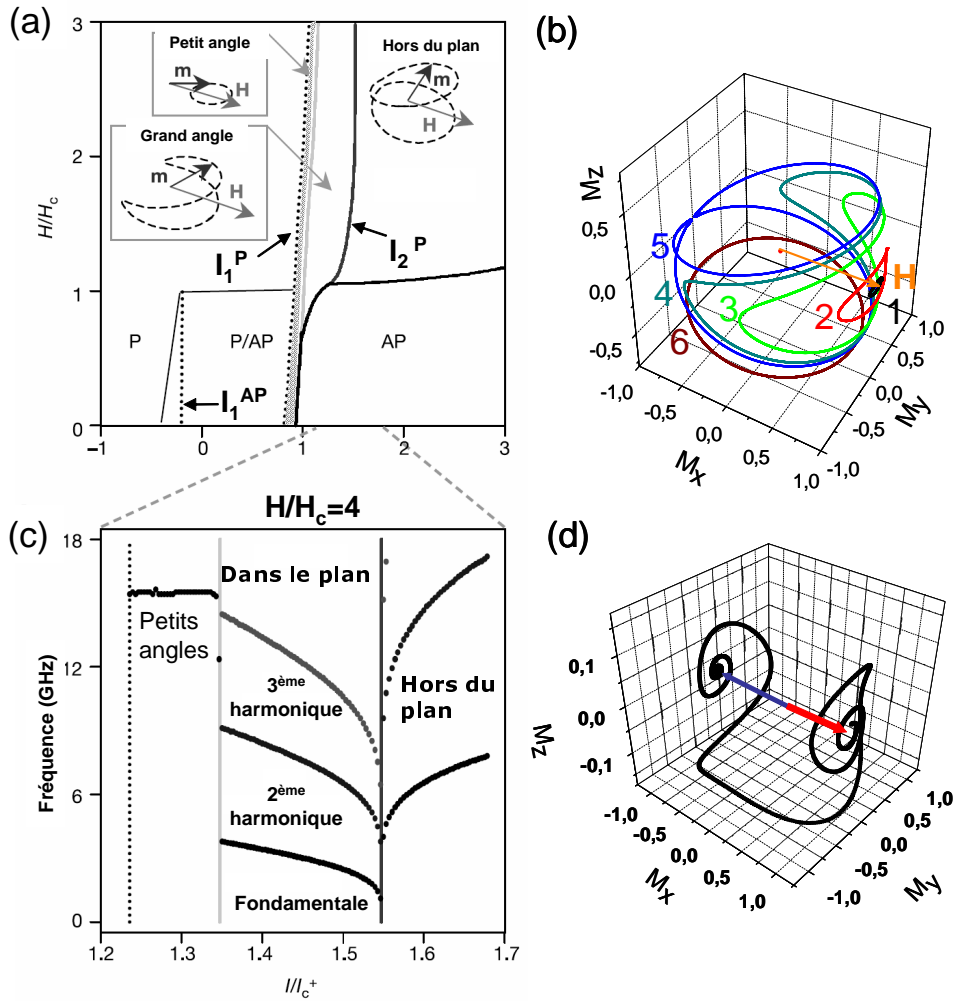 (a)
3
2
1
0
H/Hc
Petit angle
m
H
Grand angle
m
H
Hors du plan
m
H
I1P
I2P
P
P/AP
AP
I1AP
-1
0
1
2
3
(b)
Mz
0,5
0,0
-0,5
5
4
3
2
1
6
H
-1,0
-0,5
0,0
0,5
1,0
Mx
-1,0
-0,5
0,0
0,5
1,0
My
H/Hc=4
(c)
18
12
6
0
Fréquence (GHz)
Dans le plan
Petits
angles
3ème
harmonique
2ème
harmonique
Fondamentale
Hors du
plan
1.2
1.3
1.4
1.5
1.6
1.7
I/Ic+
(d)
0,1
0,0
-0,1
Mz
-1,0
-0,5
0,0
0,5
1,0
Mx
-1,0
-0,5
0,0
0,5
1,0
My